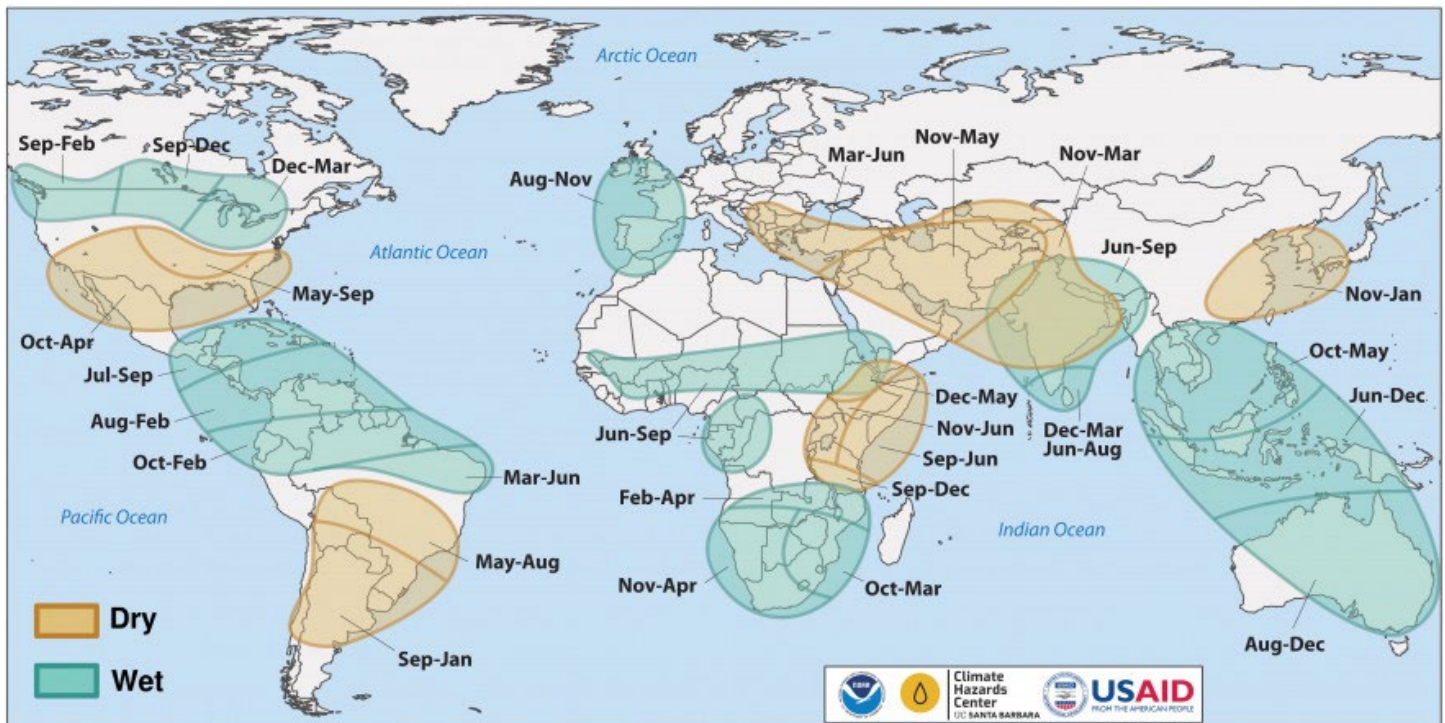 Arctic Ocean
Sep-Feb
Sep-Dec
Dec-Mar
Aug-Nov
Mar-Jun
Nov-May
Nov-Mar
Atlantic Ocean
Jun-Sep
May-Sep
Nov-Jan
Oct-Apr
Oct-May
Jul-Sep
Dec-May
Jun-Dec
Aug-Feb
Nov-Jun
Jun-Sep
Dec-Mar
Jun-Aug
Oct-Feb
Sep-Jun
Mar-Jun
Sep-Dec
Feb-Apr
Pacific Ocean
Indian Ocean
May-Aug
Nov-Apr
Oct-Mar
Dry
Aug-Dec
Sep-Jan
Wet
Climate
Hazards
Center
UC SANTA BARBARA
USAID
FROM THE AMERICAN PEOPLE